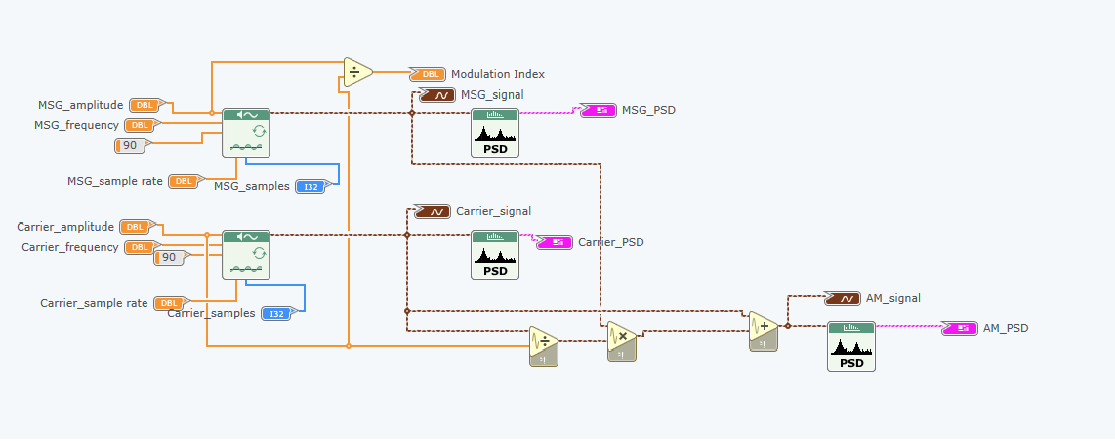 ÷
DBL Modulation Index
MSG_signal
MSG_amplitude DBL
MSG_PSD
MSG_frequency DBL
90
PSD
MSG_sample rate DBL
MSG_samples I32
Carrier_signal
Carrier_amplitude DBL
Carrier_frequency DBL
Carrier_PSD
90
PSD
Carrier_sample rate DBL
Carrier_samples I32
AM_signal
+
AM_PSD
÷
×
PSD